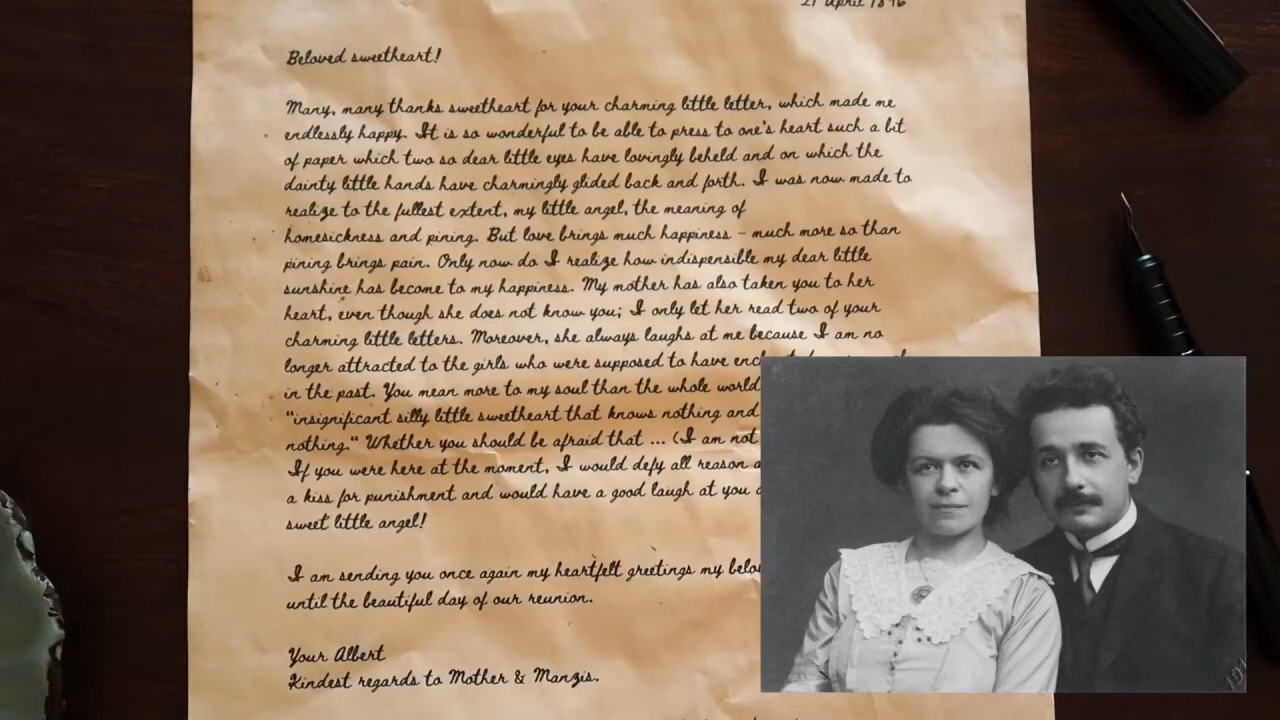 21 April 1896
Beloved sweetheart!
Many, many thanks sweetheart for your charming little letter, which made me
endlessly happy. It is so wonderful to be able to press to one's heart such a bit
of paper which two so dear little eyes have lovingly beheld and on which the
dainty little hands have charmingly glided back and forth. I was now made to
realize to the fullest extent, my little angel, the meaning of
homesickness and pining. But love brings much happiness – much more so than
pining brings pain. Only now do I realize how indispensible my dear little
sunshine has become to my happiness. My mother has also taken you to her
heart, even though she does not know you; I only let her read two of your
charming little letters. Moreover, she always laughs at me because I am no
longer attracted to the girls who were supposed to have
in the past. You mean more to my soul than the whole world
"insignificant silly little sweetheart that knows nothing and
nothing." Whether you should be afraid that ... (I am not
If you were here at the moment, I would defy all reason
a kiss for punishment and would have a good laugh at you
sweet little angel!
I am sending you once again my heartfelt greetings my
until the beautiful day of our reunion.
Your Albert
Kindest regards to Mother & Manzis.